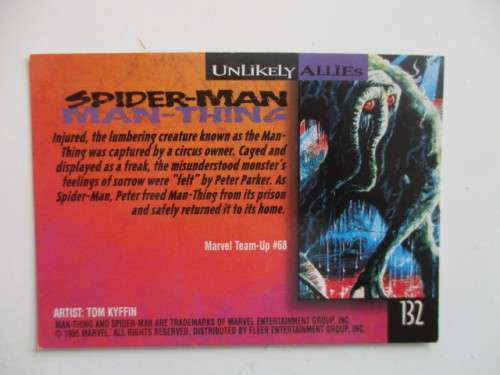 UNLiKELY ALLiES
SPIDER-MAN
MAN-THING
Injured, the lumbering creature known as the Man-
Thing was captured by a circus owner. Caged and
displayed as a freak, the misunderstood monster's
feelings of sorrow were "felt" by Peter Parker. As
Spider-Man, Peter freed Man-Thing from its prison
and safely returned it to its home.
Marvel Team-Up #68
ARTIST: TOM KYFFIN
MAN-THING AND SPIDER-MAN ARE TRADEMARKS OF MARVEL ENTERTAINMENT GROUP, INC.
© 1995 MARVEL. ALL RIGHTS RESERVED. DISTRIBUTED BY FLEER ENTERTAINMENT GROUP, INC.
132